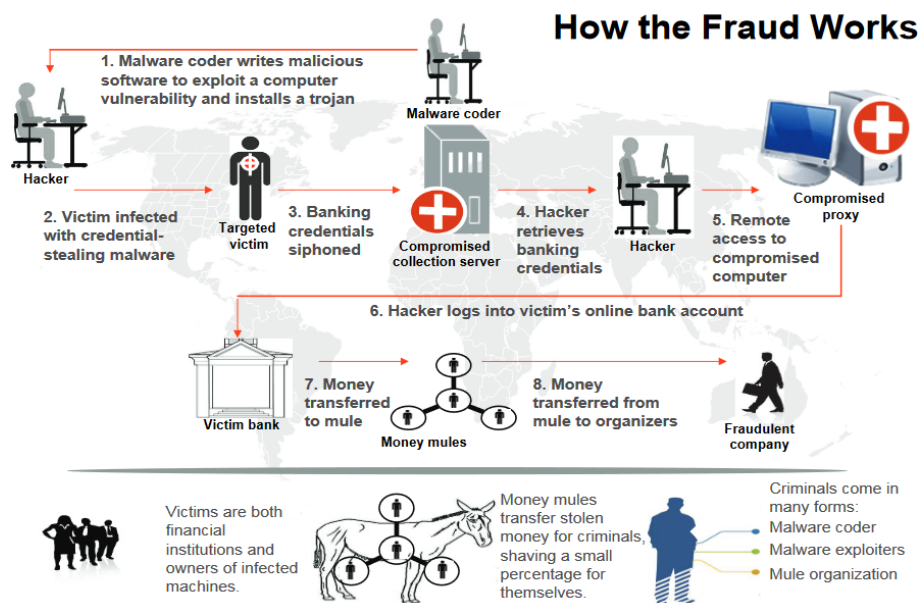 How the Fraud Works
1. Malware coder writes malicious
software to exploit a computer
vulnerability and installs a trojan
Malware coder
Hacker
2. Victim infected
with credential-
stealing malware
Targeted
victim
3. Banking
credentials
siphoned
Compromised
collection server
4. Hacker
retrieves
banking
credentials
Hacker
5. Remote
access to
compromised
computer
Compromised
proxy
6. Hacker logs into victim's online bank account
Victim bank
7. Money
transferred
to mule
Money mules
8. Money
transferred from
mule to organizers
Fraudulent
company
Victims are both
financial
institutions and
owners of infected
machines.
Money mules
transfer stolen
money for criminals,
shaving a small
percentage for
themselves.
Criminals come in
many forms:
Malware coder
Malware exploiters
Mule organization